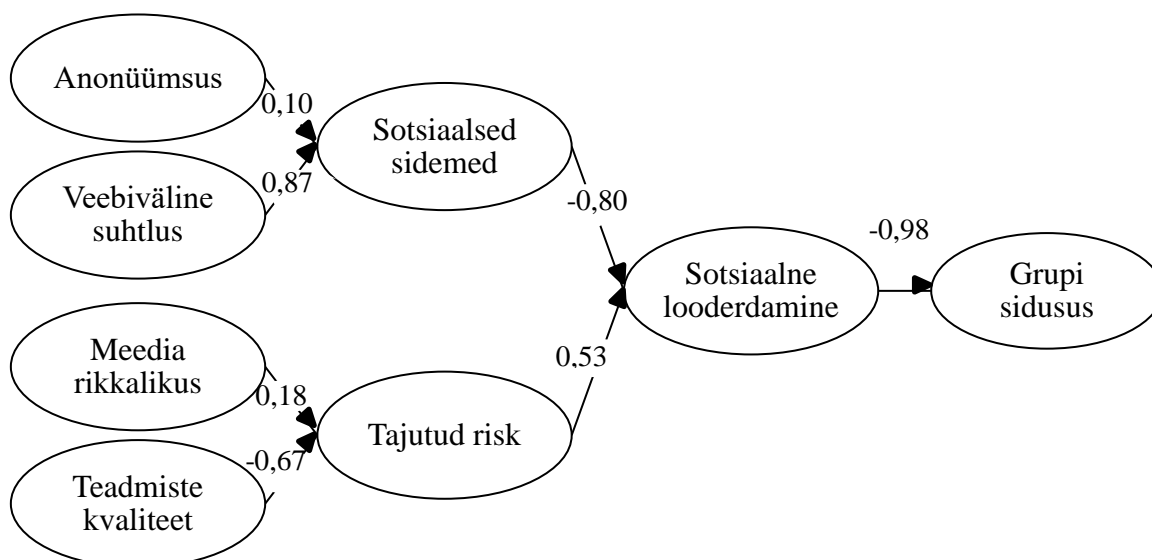 Anonüümsus
0,10
Sotsiaalsed
sidemed
Veebiväline
suhtlus
0,87
-0,80
-0,98
Sotsiaalne
looderdamine
Grupi
sidusus
Meedia
rikkalikus
0,18
0,53
Tajutud risk
-0,67
Teadmiste
kvaliteet